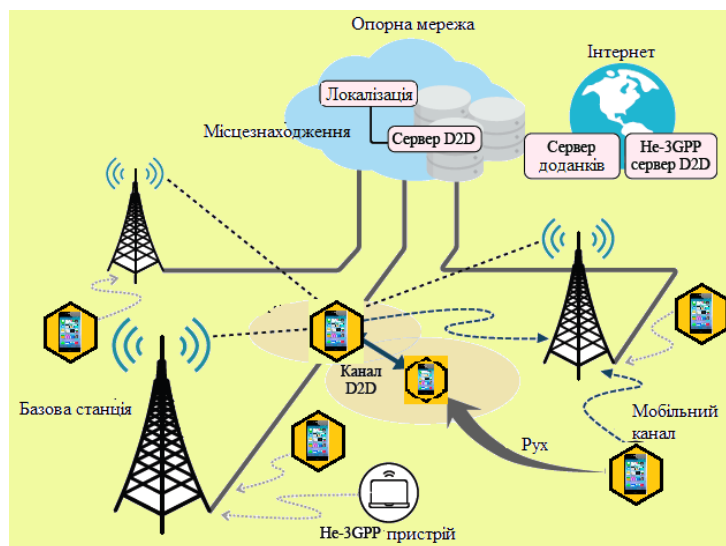 Опорна мережа
Інтернет
Локалізація
Місцезнаходження
Сервер D2D
Сервер
доданків
Не-3GPP
сервер D2D
Канал
D2D
Базова станція
Мобільний
канал
Рух
Не-3GPP пристрій